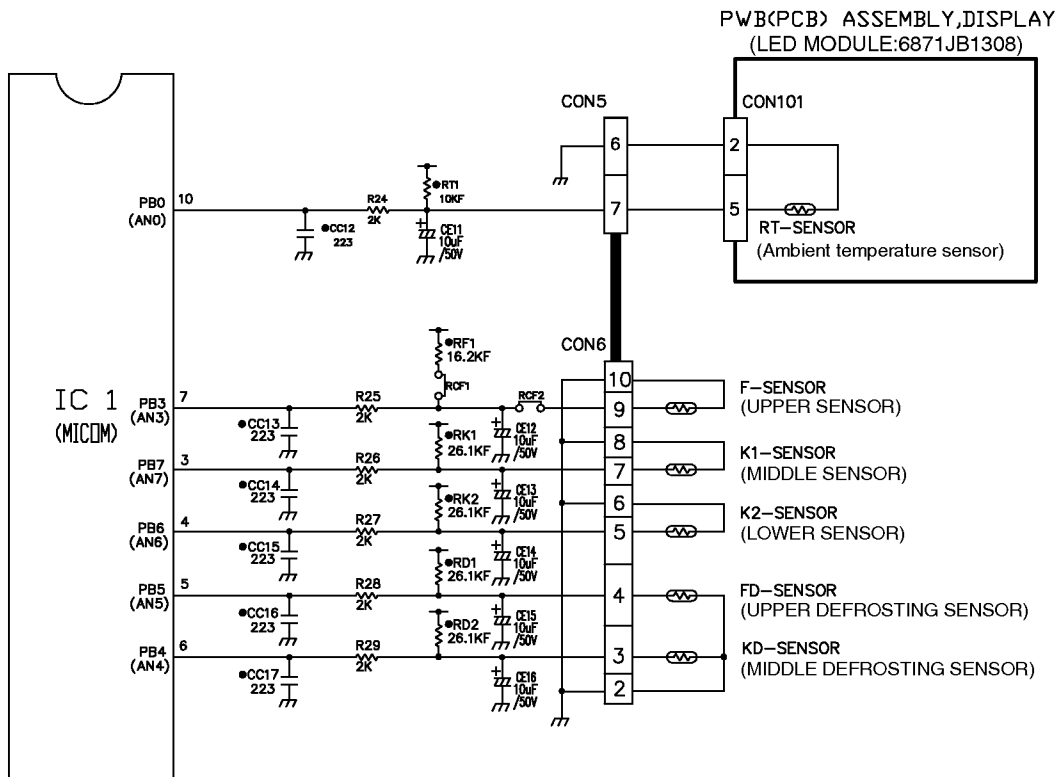 PWB(PCB) ASSEMBLY,DISPLAY
(LED MODULE:6871JB1308)
CON5
CON101
6
2
7
5
RT-SENSOR
(Ambient temperature sensor)
PB0
(AN0)
10
●CC12
223
R24
2K
●RT1
10KF
CE11
10uF
/50V
IC 1
(MICOM)
CON6
●RF1
16.2KF
RCF1
RCF2
PB3
(AN3)
7
●CC13
223
R25
2K
CE12
10uF
/50V
10
9
F-SENSOR
(UPPER SENSOR)
●RK1
26.1KF
PB7
(AN7)
3
●CC14
223
R26
2K
CE13
10uF
/50V
8
7
K1-SENSOR
(MIDDLE SENSOR)
●RK2
26.1KF
PB6
(AN6)
4
●CC15
223
R27
2K
CE14
10uF
/50V
6
5
K2-SENSOR
(LOWER SENSOR)
●RD1
26.1KF
PB5
(AN5)
5
●CC16
223
R28
2K
CE15
10uF
/50V
4
FD-SENSOR
(UPPER DEFROSTING SENSOR)
●RD2
26.1KF
PB4
(AN4)
6
●CC17
223
R29
2K
CE16
10uF
/50V
3
2
KD-SENSOR
(MIDDLE DEFROSTING SENSOR)